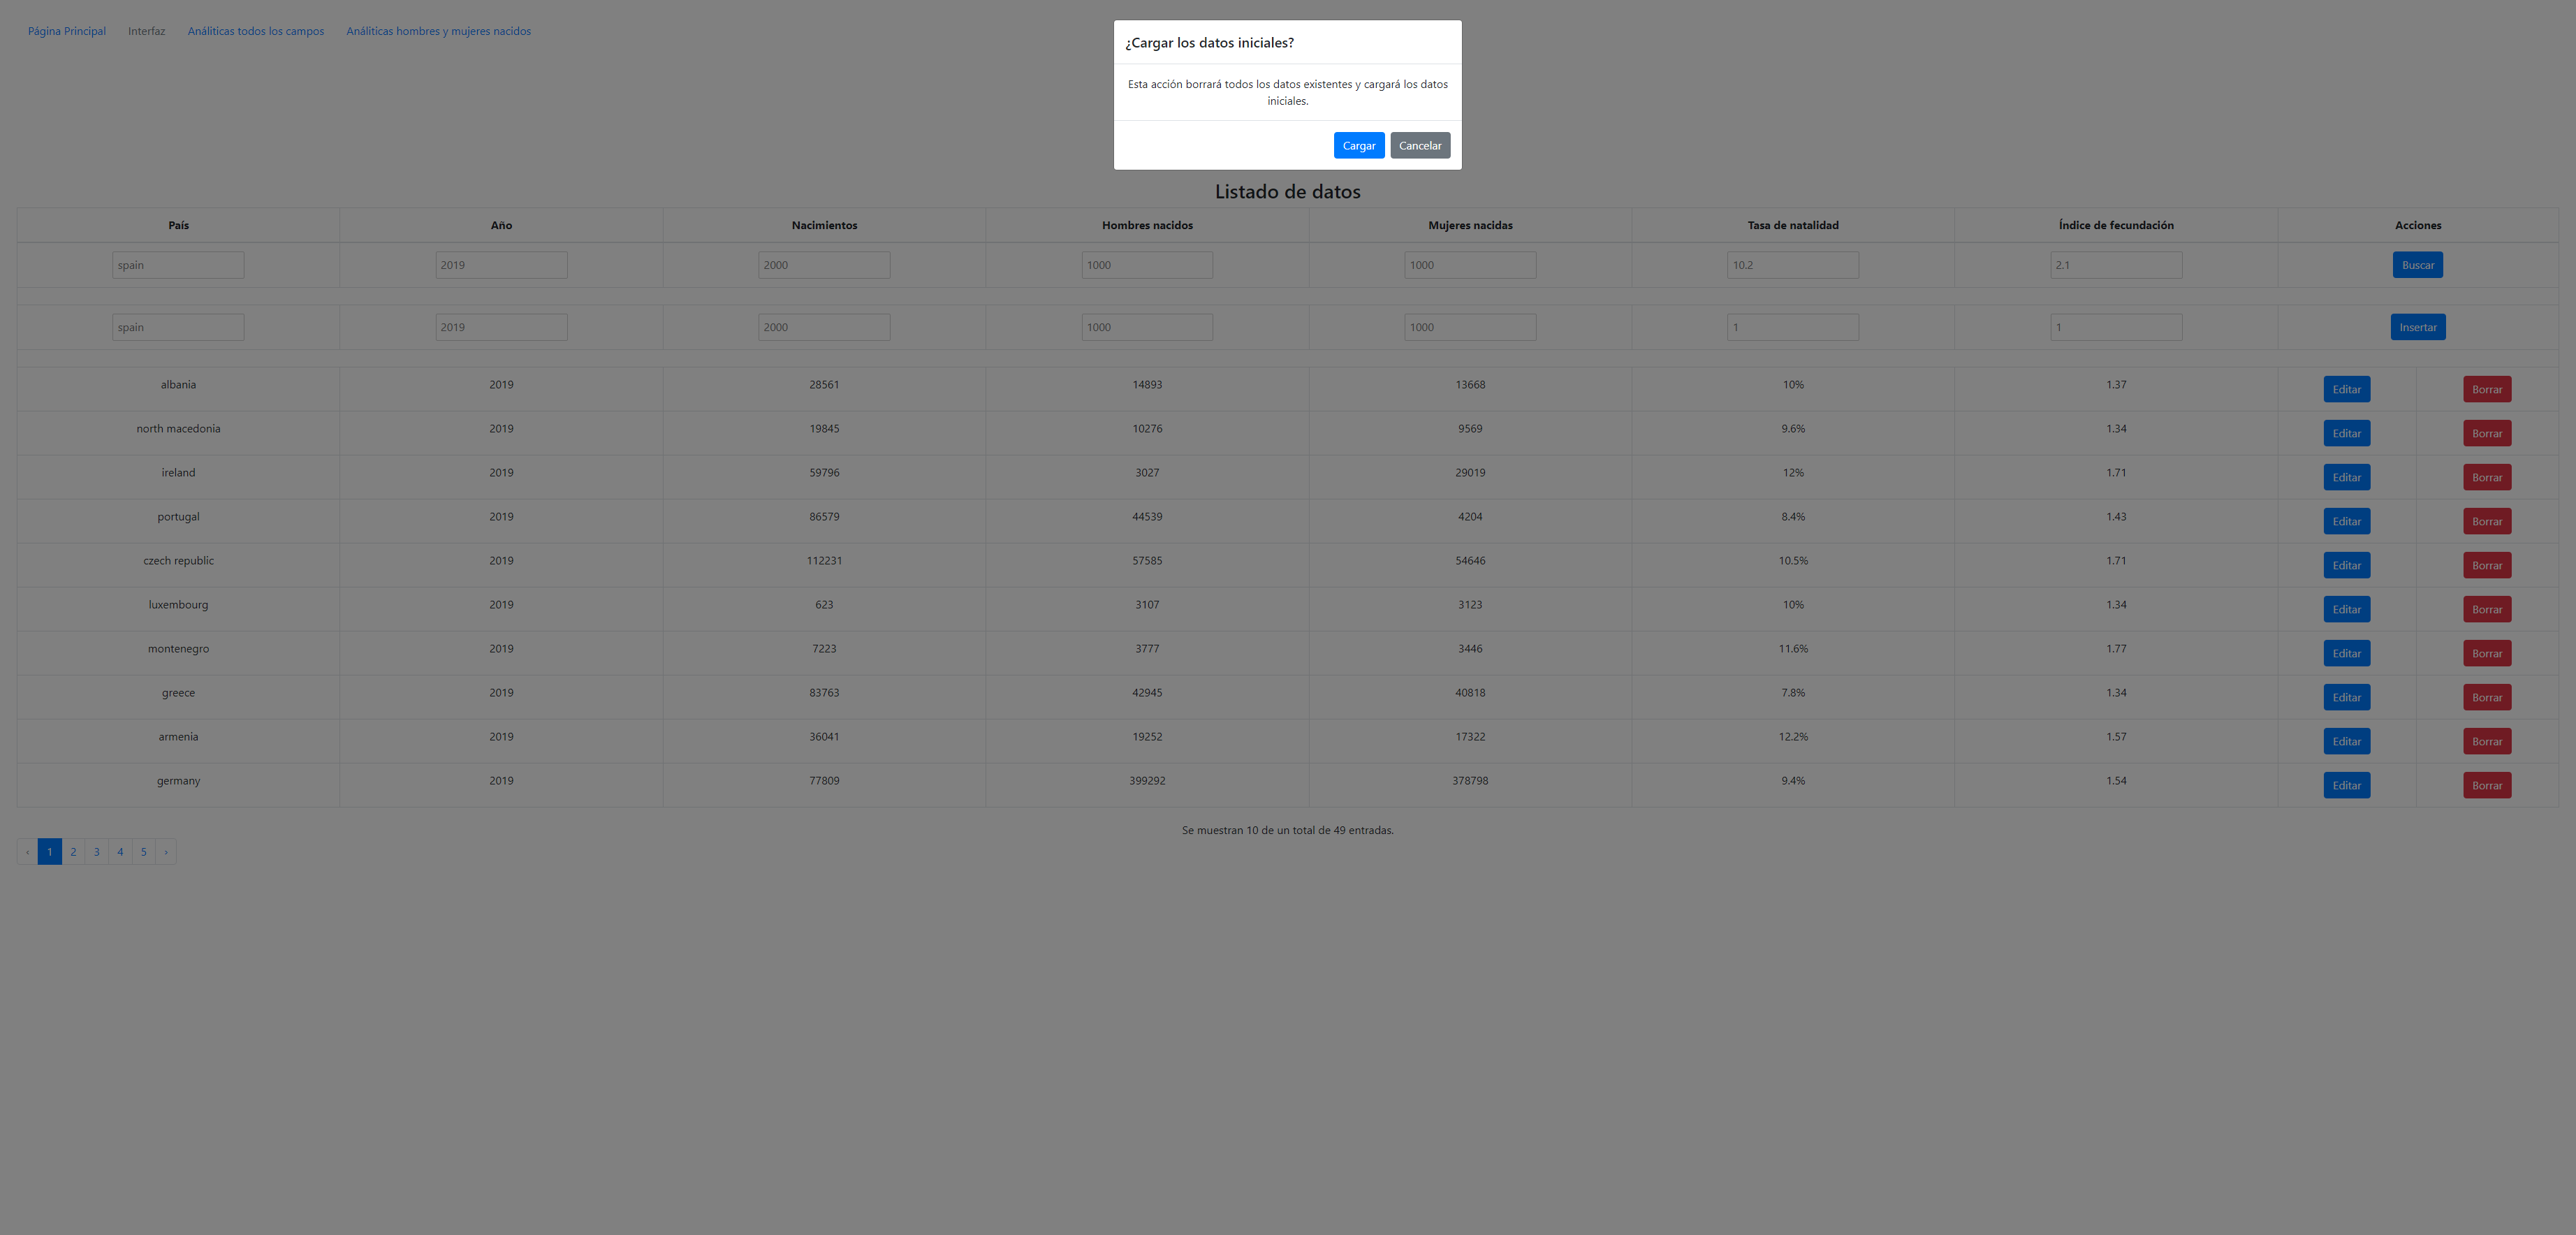 Página Principal Interfaz Análiticas todos los campos Análiticas hombres y mujeres nacidos
¿Cargar los datos iniciales?
Esta acción borrará todos los datos existentes y cargará los datos
iniciales.
Cargar Cancelar
Listado de datos
País Año Nacimientos Hombres nacidos Mujeres nacidas Tasa de natalidad Índice de fecundación Acciones
spain 2019 2000 1000 1000 10.2 2.1 Buscar
spain 2019 2000 1000 1000 1 1 Insertar
albania 2019 28561 14893 13668 10% 1.37 Editar Borrar
north macedonia 2019 19845 10276 9569 9.6% 1.34 Editar Borrar
ireland 2019 59796 3027 29019 12% 1.71 Editar Borrar
portugal 2019 86579 44539 4204 8.4% 1.43 Editar Borrar
czech republic 2019 112231 57585 54646 10.5% 1.71 Editar Borrar
luxembourg 2019 623 3107 3123 10% 1.34 Editar Borrar
montenegro 2019 7223 3777 3446 11.6% 1.77 Editar Borrar
greece 2019 83763 42945 40818 7.8% 1.34 Editar Borrar
armenia 2019 36041 19252 17322 12.2% 1.57 Editar Borrar
germany 2019 77809 399292 378798 9.4% 1.54 Editar Borrar
Se muestran 10 de un total de 49 entradas.
‹ 1 2 3 4 5 ›